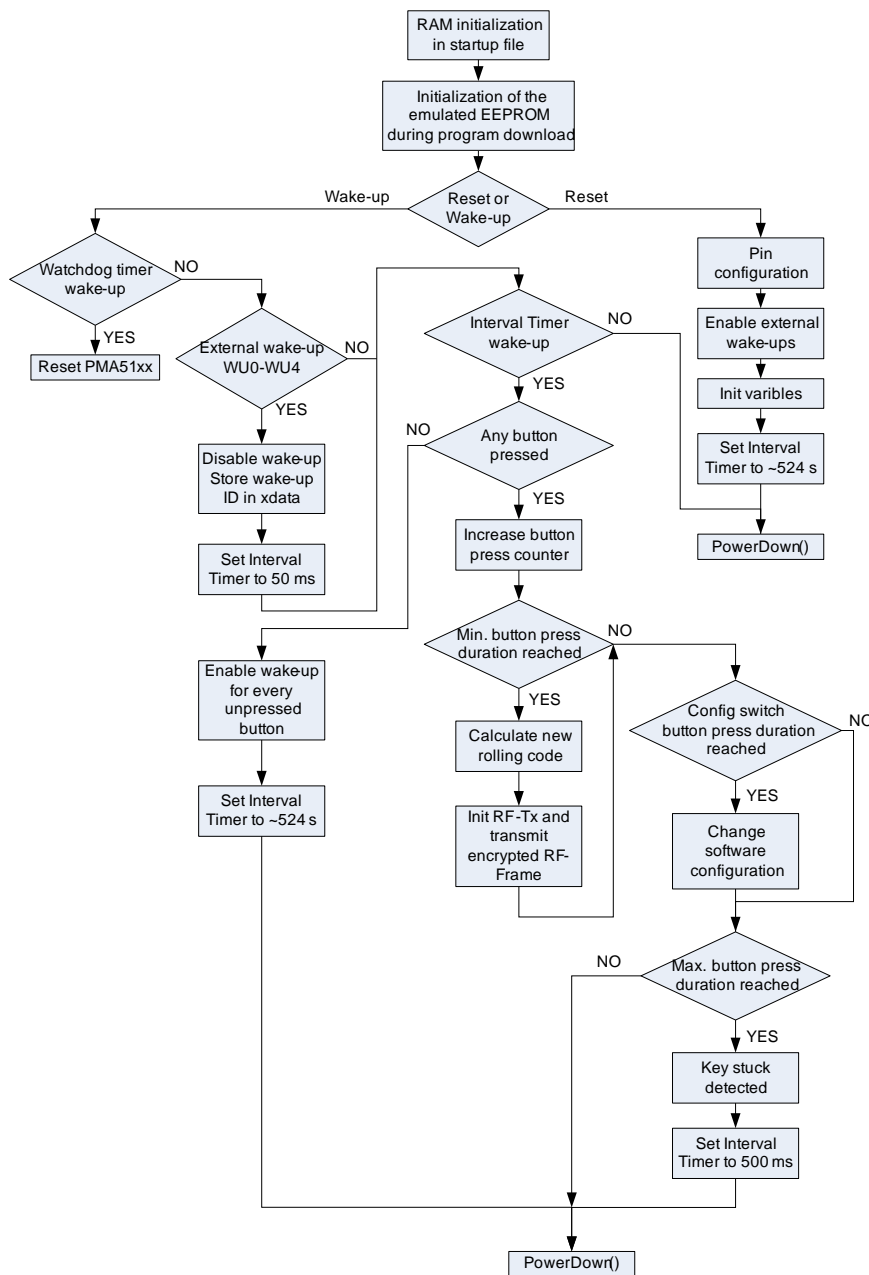 RAM initialization
in startup file
Initialization of the
emulated EEPROM
during program download
Reset or
Wake-up
Wake-up
Reset
Watchdog timer
wake-up
NO
YES
Reset PMA51xx
External wake-up
WU0-WU4
NO
YES
Disable wake-up
Store wake-up
ID in xdata
Set Interval
Timer to 50 ms
Interval Timer
wake-up
NO
YES
Any button
pressed
NO
YES
Enable wake-up
for every
unpressed
button
Set Interval
Timer to ~524 s
Increase button
press counter
Min. button press
duration reached
NO
YES
Calculate new
rolling code
Init RF-Tx and
transmit
encrypted RF-
Frame
Pin
configuration
Enable external
wake-ups
Init varibles
Set Interval
Timer to ~524 s
PowerDown()
Config switch
button press duration
reached
NO
YES
Change
software
configuration
Max. button press
duration reached
NO
YES
Key stuck
detected
Set Interval
Timer to 500 ms
PowerDown()